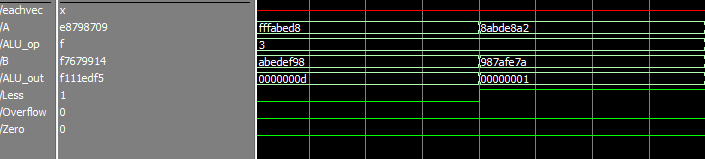 /eachvec x
/A e8798709 fffabed8 8abde8a2
/ALU_op f 3
/B f7679914 abedef98 987afe7a
/ALU_out f111edf5 0000000d 00000001
/Less 1
/Overflow 0
/Zero 0